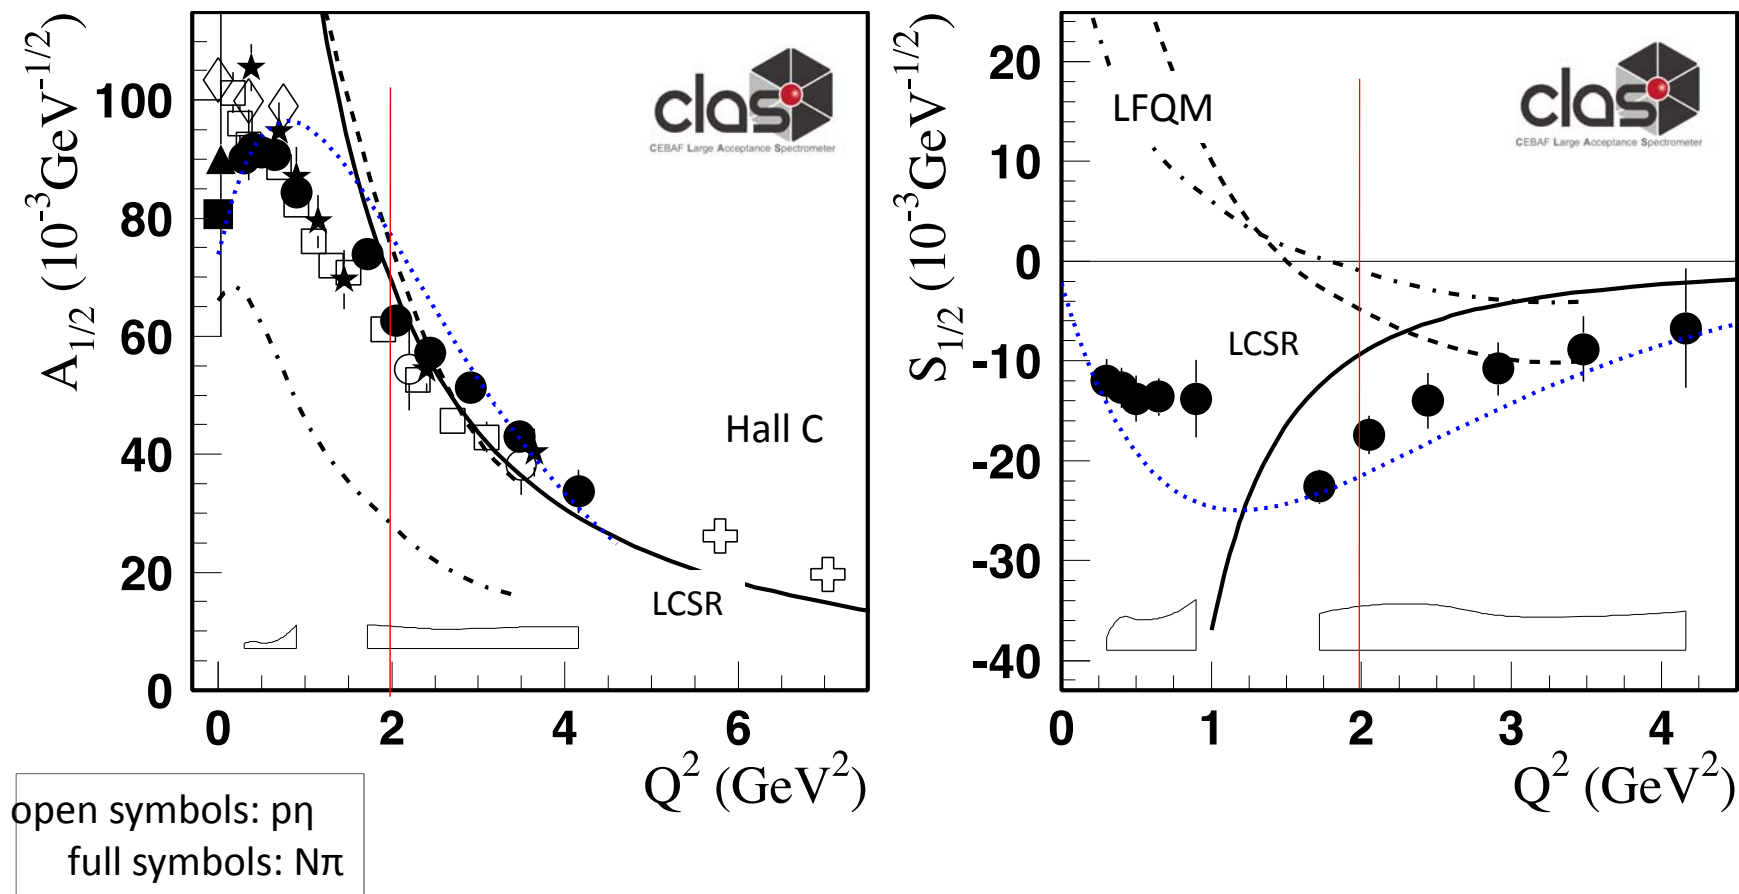 A1/2 (10-3GeV-1/2)
100
80
60
40
20
0
clas
CEBAF Large Acceptance Spectrometer
Hall C
LCSR
0 2 4 6
Q2 (GeV2)
S1/2 (10-3GeV-1/2)
20
10
0
-10
-20
-30
-40
LFQM
clas
CEBAF Large Acceptance Spectrometer
LCSR
0 1 2 3 4
Q2 (GeV2)
open symbols: pη
full symbols: Nπ